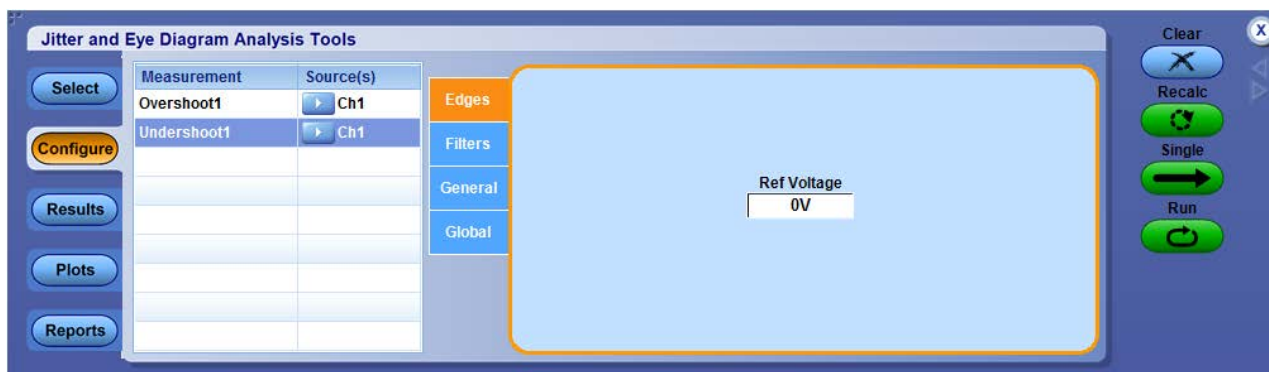 Jitter and Eye Diagram Analysis Tools
Select
Configure
Results
Plots
Reports
Measurement Source(s)
Overshoot1 Ch1
Undershoot1 Ch1
Edges
Filters
General
Global
Ref Voltage
0V
Clear
X
Recalc
Single
Run